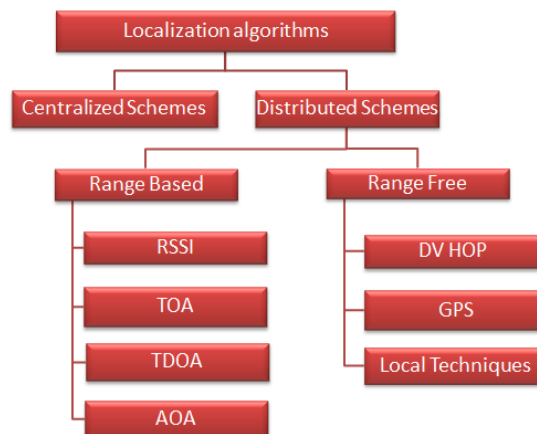 Localization algorithms
Centralized Schemes
Distributed Schemes
Range Based
Range Free
RSSI
DV HOP
TOA
GPS
TDOA
Local Techniques
AOA